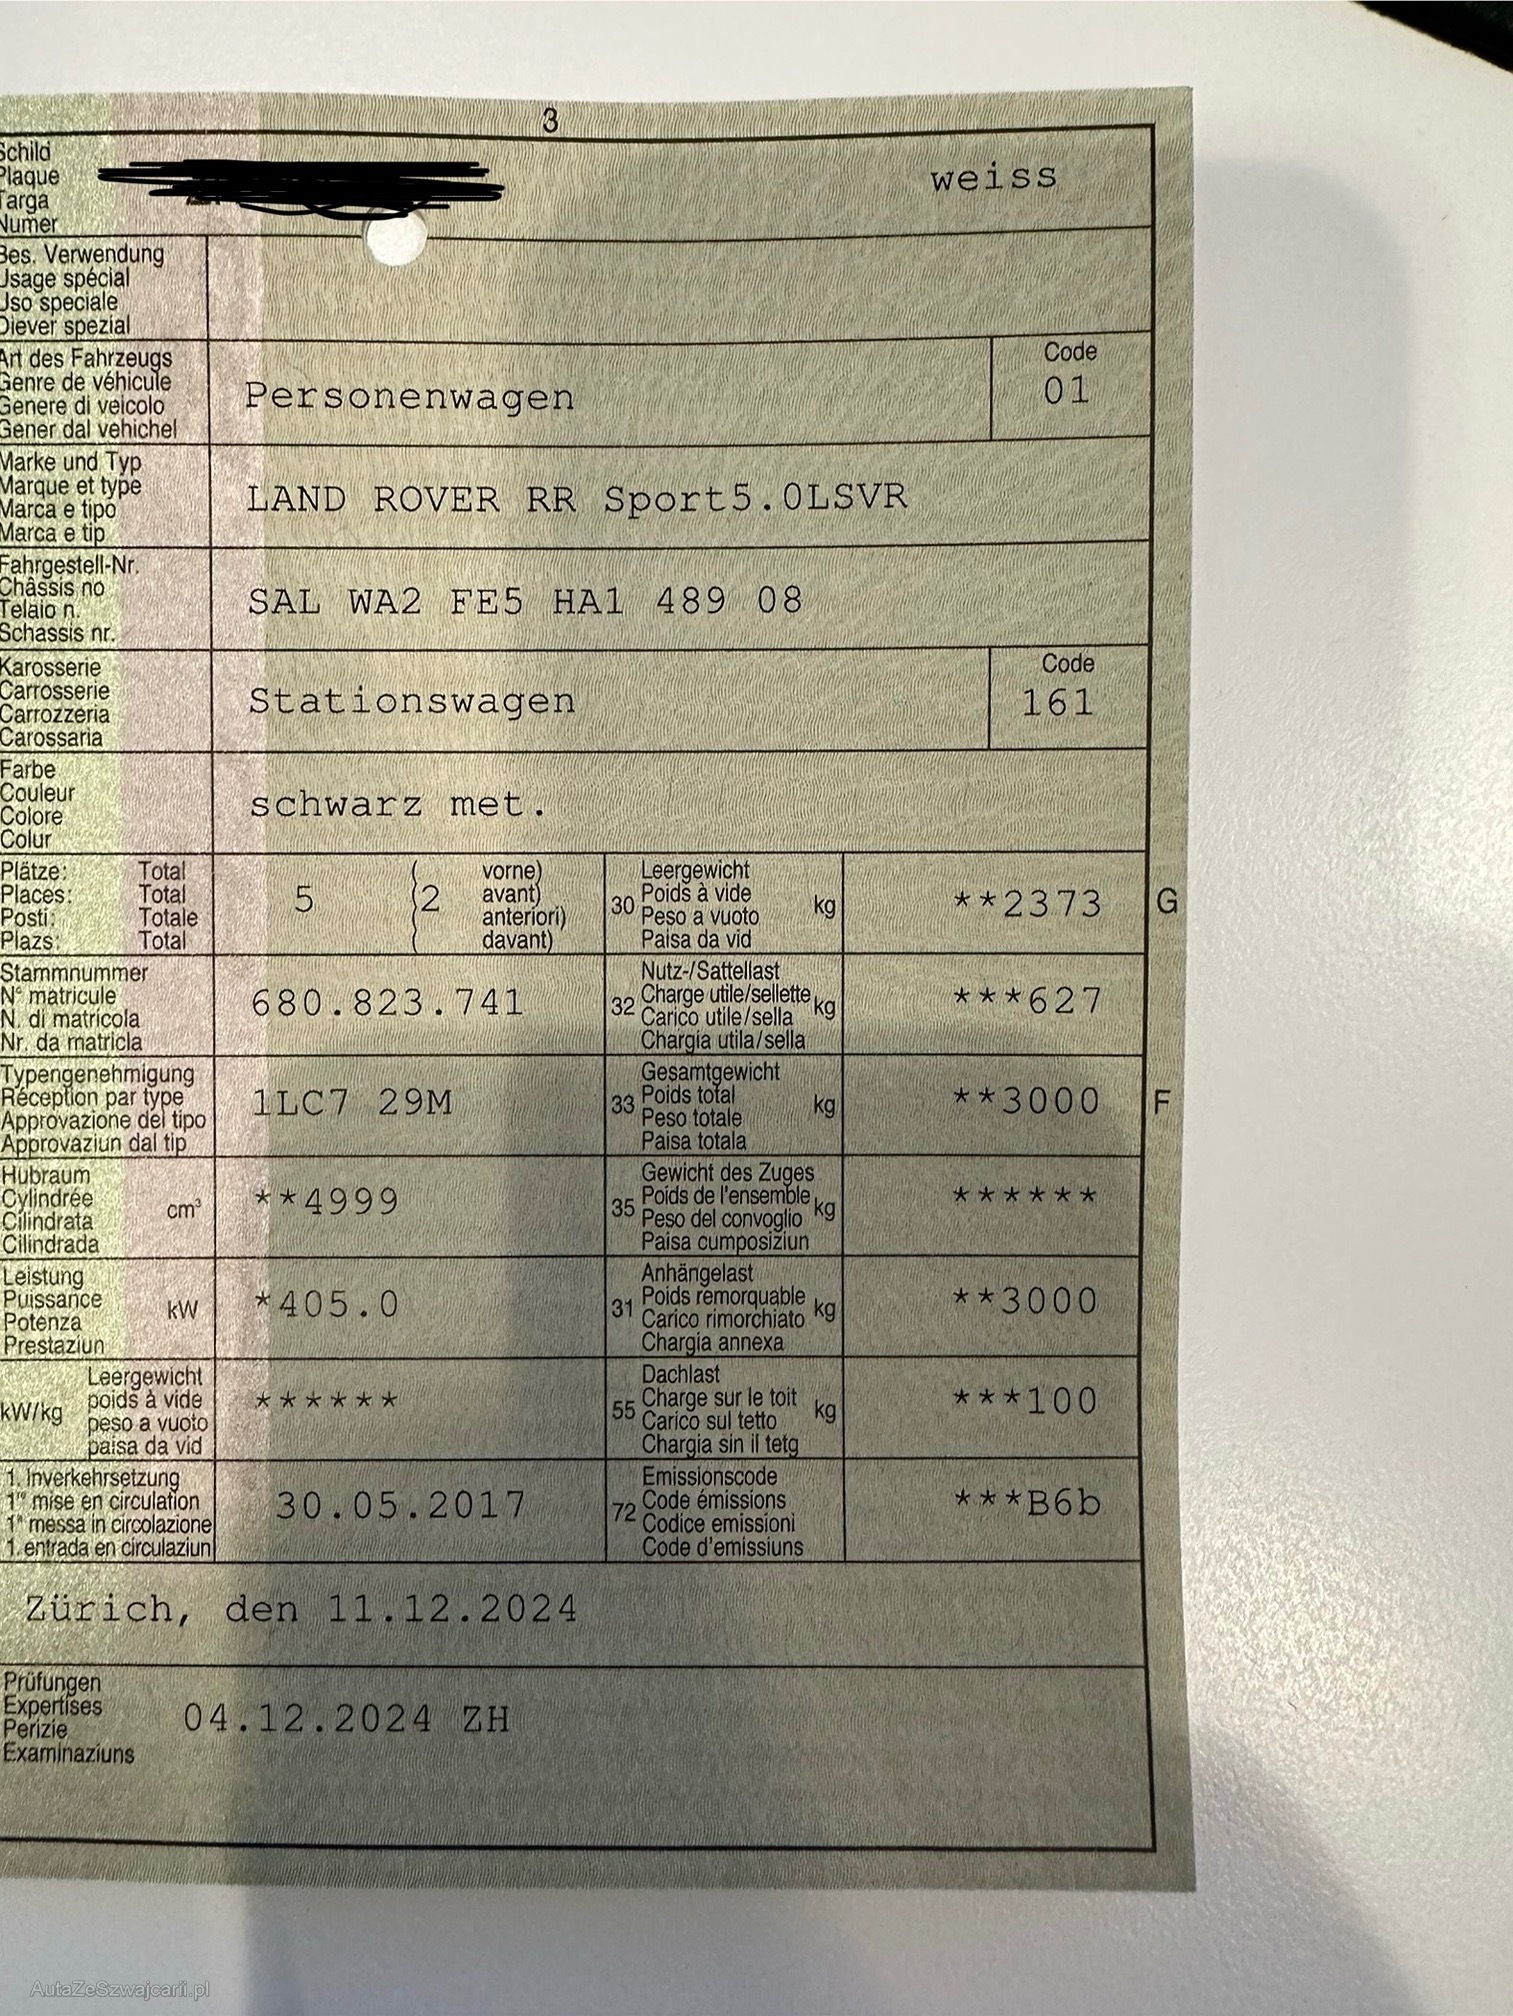 3
Schild
Plaque
Targa
Numer
weiss
Bes. Verwendung
Usage spécial
Uso speciale
Diever spezial
Art des Fahrzeugs
Genre de véhicule
Genere di veicolo
Gener dal vehichel
Personenwagen
Code
01
Marke und Typ
Marque et type
Marca e tipo
Marca e tip
LAND ROVER RR Sport5.0LSVR
Fahrgestell-Nr.
Châssis no
Telaio n.
Schassis nr.
SAL WA2 FE5 HA1 489 08
Karosserie
Carrosserie
Carrozzeria
Carossaria
Stationswagen
Code
161
Farbe
Couleur
Colore
Colur
schwarz met.
Plätze: Total
Places: Total
Posti: Totale
Plazs: Total
5 (2 vorne)
avant)
anteriori)
davant)
30 Leergewicht
Poids à vide
Peso a vuoto
Paisa da vid
kg
**2373
G
Stammnummer
N° matricule
N. di matricola
Nr. da matricla
680.823.741
32 Nutz-/Sattellast
Charge utile/sellette
Carico utile/sella
Chargia utila/sella
kg
***627
Typengenehmigung
Réception par type
Approvazione del tipo
Approvaziun dal tip
1LC7 29M
33 Gesamtgewicht
Poids total
Peso totale
Paisa totala
kg
**3000
F
Hubraum
Cylindrée
Cilindrata
Cilindrada
cm³
**4999
35 Gewicht des Zuges
Poids de l'ensemble
Peso del convoglio
Paisa cumposiziun
kg
******
Leistung
Puissance
Potenza
Prestaziun
kW
*405.0
31 Anhängelast
Poids remorquable
Carico rimorchiato
Chargia annexa
kg
**3000
kW/kg
Leergewicht
poids à vide
peso a vuoto
paisa da vid
******
55 Dachlast
Charge sur le toit
Carico sul tetto
Chargia sin il tetg
kg
***100
1. Inverkehrsetzung
1re mise en circulation
1a messa in circolazione
1. entrada en circulaziun
30.05.2017
72 Emissionscode
Code émissions
Codice emissioni
Code d'emissiuns
***B6b
Zürich, den 11.12.2024
Prüfungen
Expertises
Perizie
Examinaziuns
04.12.2024 ZH
AutaZeSzwajcarii.pl